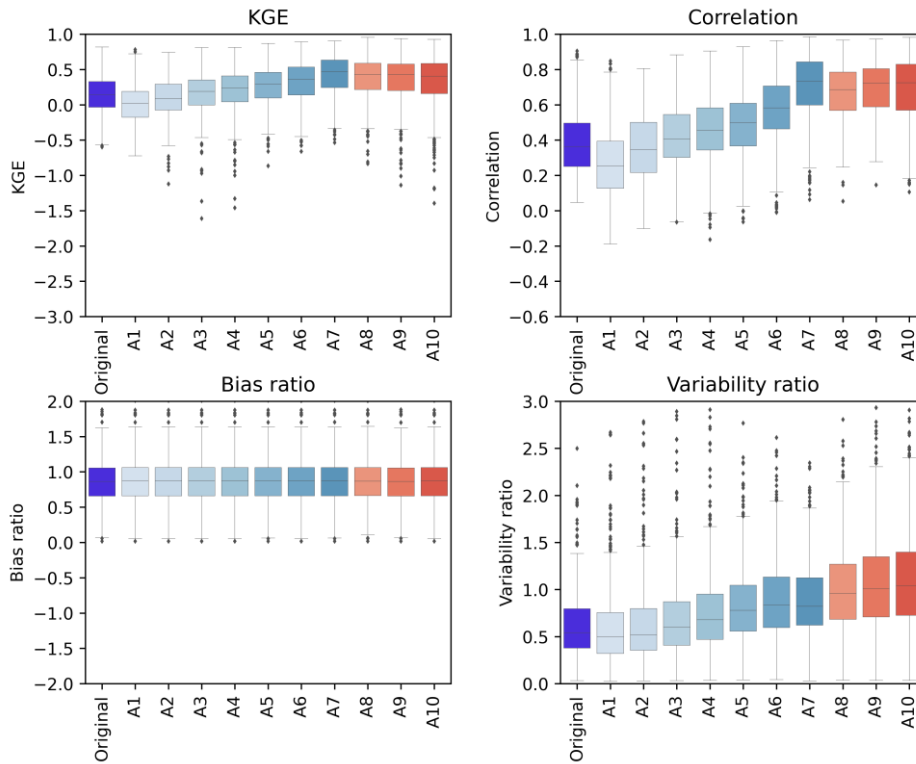 KGE
1.0
0.5
0.0
−0.5
−1.0
−1.5
−2.0
−2.5
−3.0
KGE
Original
A1
A2
A3
A4
A5
A6
A7
A8
A9
A10
Correlation
1.0
0.8
0.6
0.4
0.2
0.0
−0.2
−0.4
−0.6
Correlation
Original
A1
A2
A3
A4
A5
A6
A7
A8
A9
A10
Bias ratio
2.0
1.5
1.0
0.5
0.0
−0.5
−1.0
−1.5
−2.0
Bias ratio
Original
A1
A2
A3
A4
A5
A6
A7
A8
A9
A10
Variability ratio
3.0
2.5
2.0
1.5
1.0
0.5
0.0
Variability ratio
Original
A1
A2
A3
A4
A5
A6
A7
A8
A9
A10